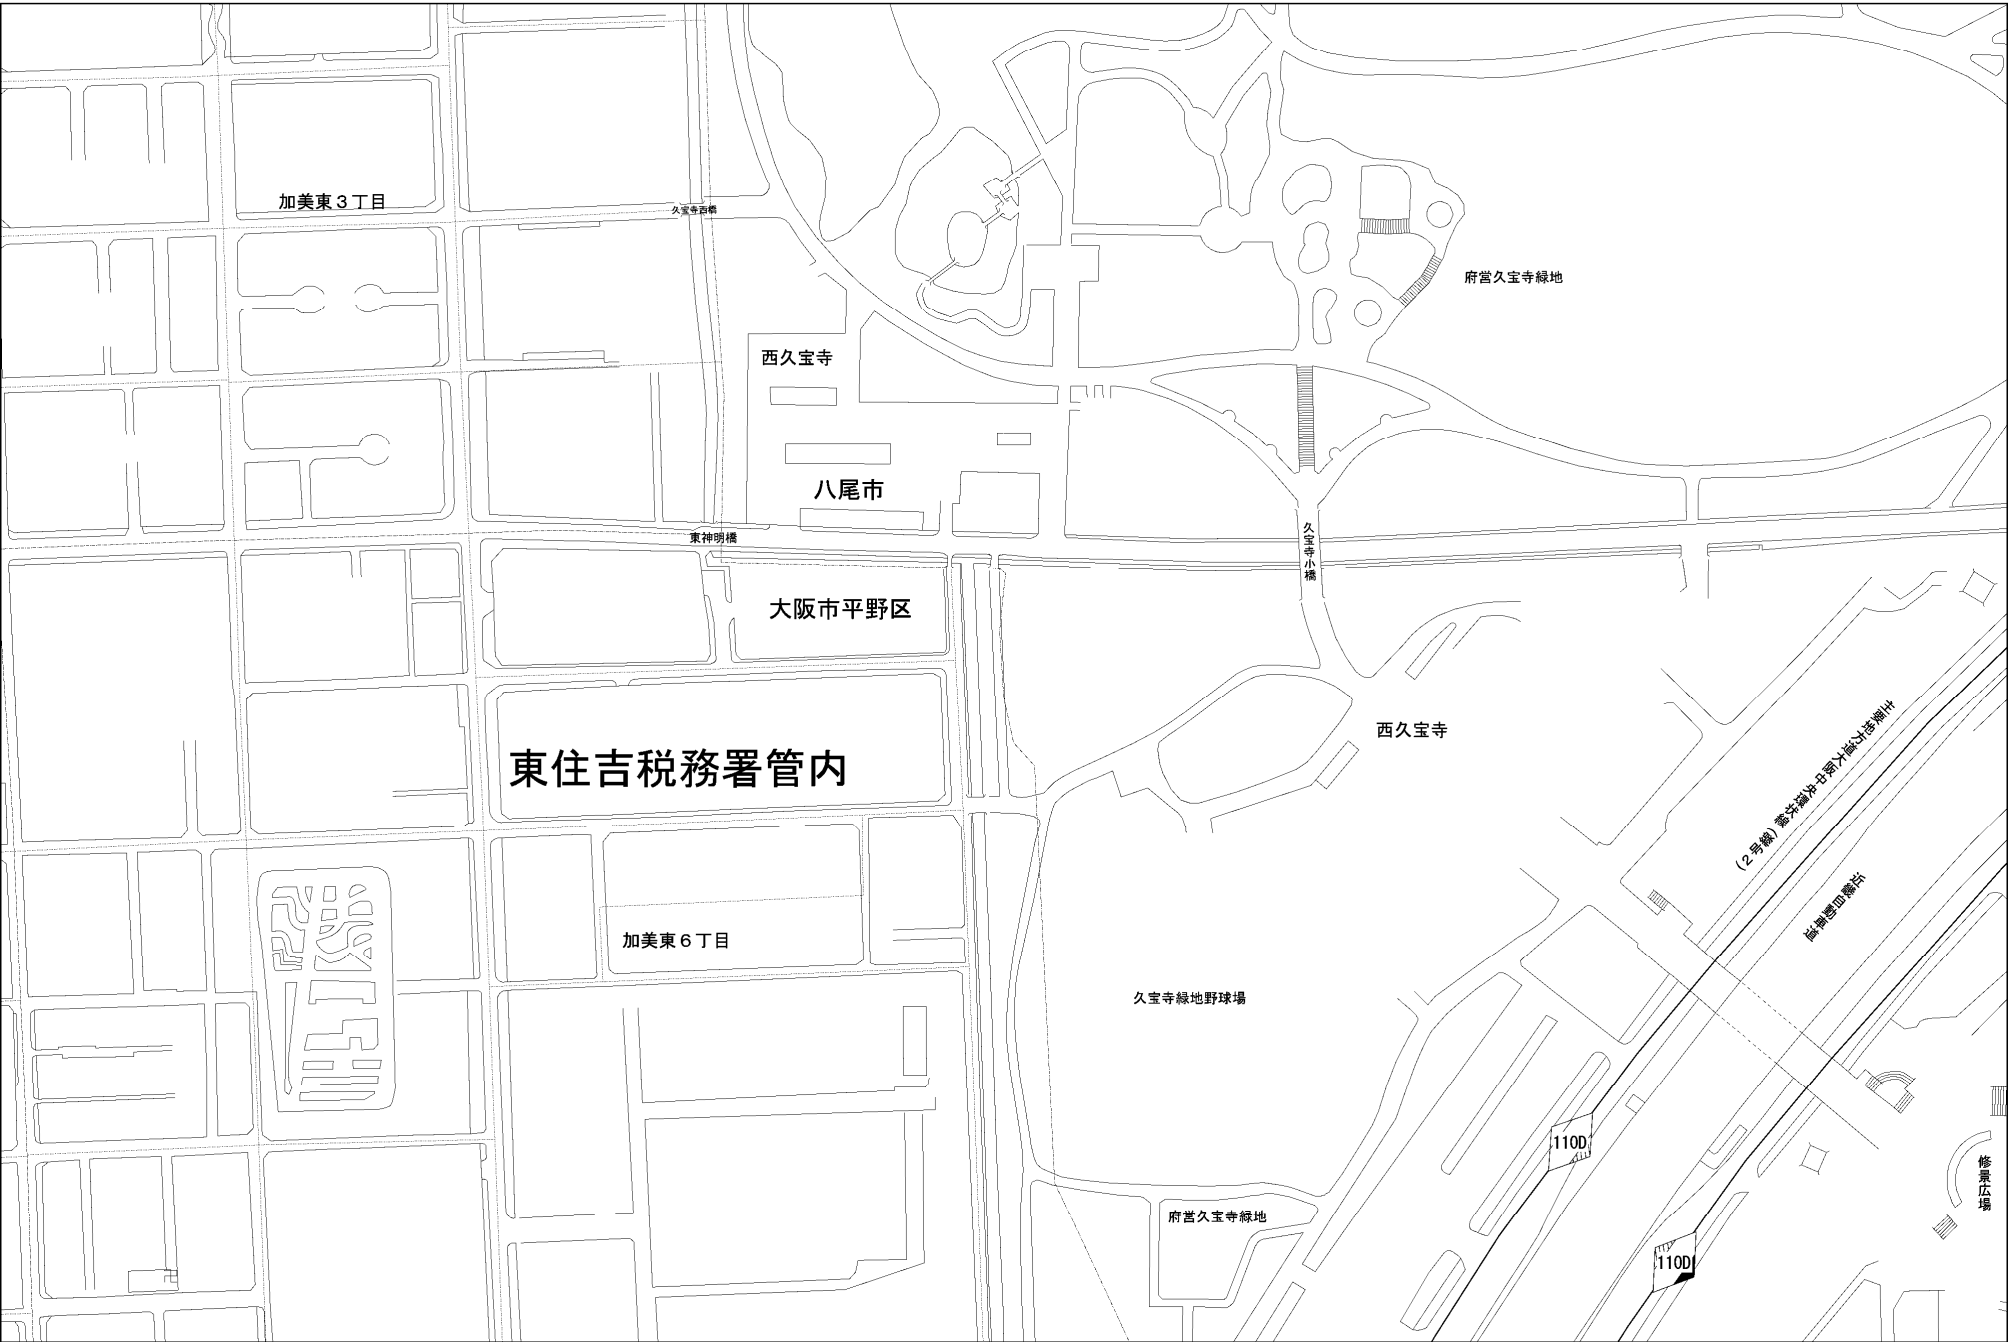 加美東３丁目
久宝寺西橋
府営久宝寺緑地
西久宝寺
八尾市
東神明橋
久宝寺小橋
大阪市平野区
西久宝寺
東住吉税務署管内
主要地方道大阪中央環状線
(２号線)
近畿自動車道
加美東６丁目
久宝寺緑地野球場
110D
修景広場
府営久宝寺緑地
110D